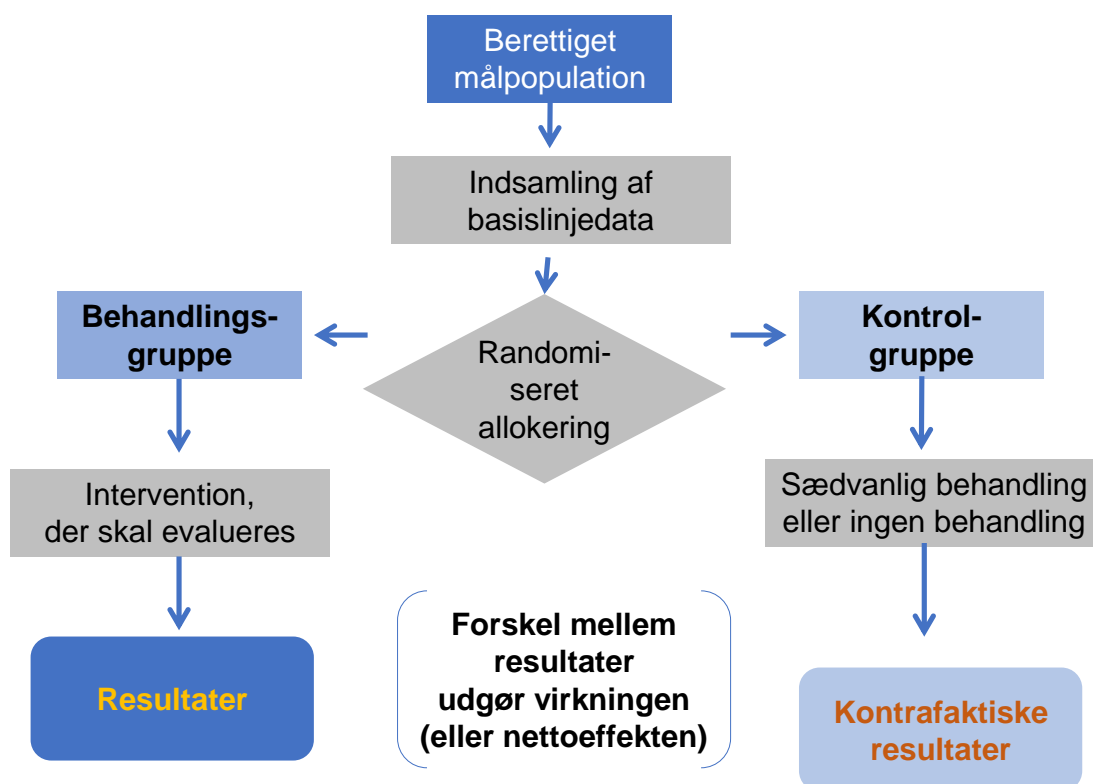 Berettiget
målpopulation
Indsamling af
basislinjedata
Behandlings-
gruppe
Randomi-
seret
allokering
Kontrol-
gruppe
Intervention,
der skal evalueres
Sædvanlig behandling
eller ingen behandling
Resultater
Forskel mellem
resultater
udgør virkningen
(eller nettoeffekten)
Kontrafaktiske
resultater